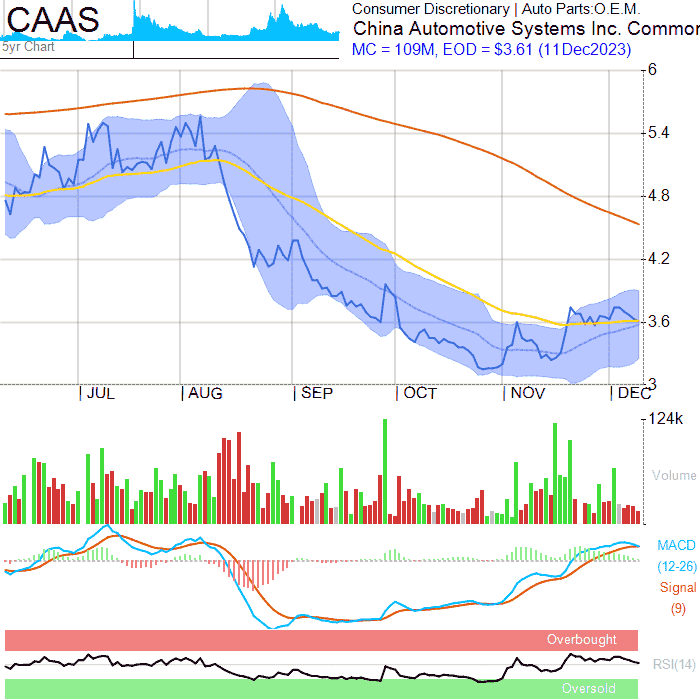 CAAS
5yr Chart
Consumer Discretionary | Auto Parts:O.E.M.
China Automotive Systems Inc. Common
MC = 109M, EOD = $3.61 (11Dec2023)
6
5.4
4.8
4.2
3.6
3
JUL AUG SEP OCT NOV DEC
124k
Volume
MACD
(12-26)
Signal
(9)
Overbought
RSI(14)
Oversold